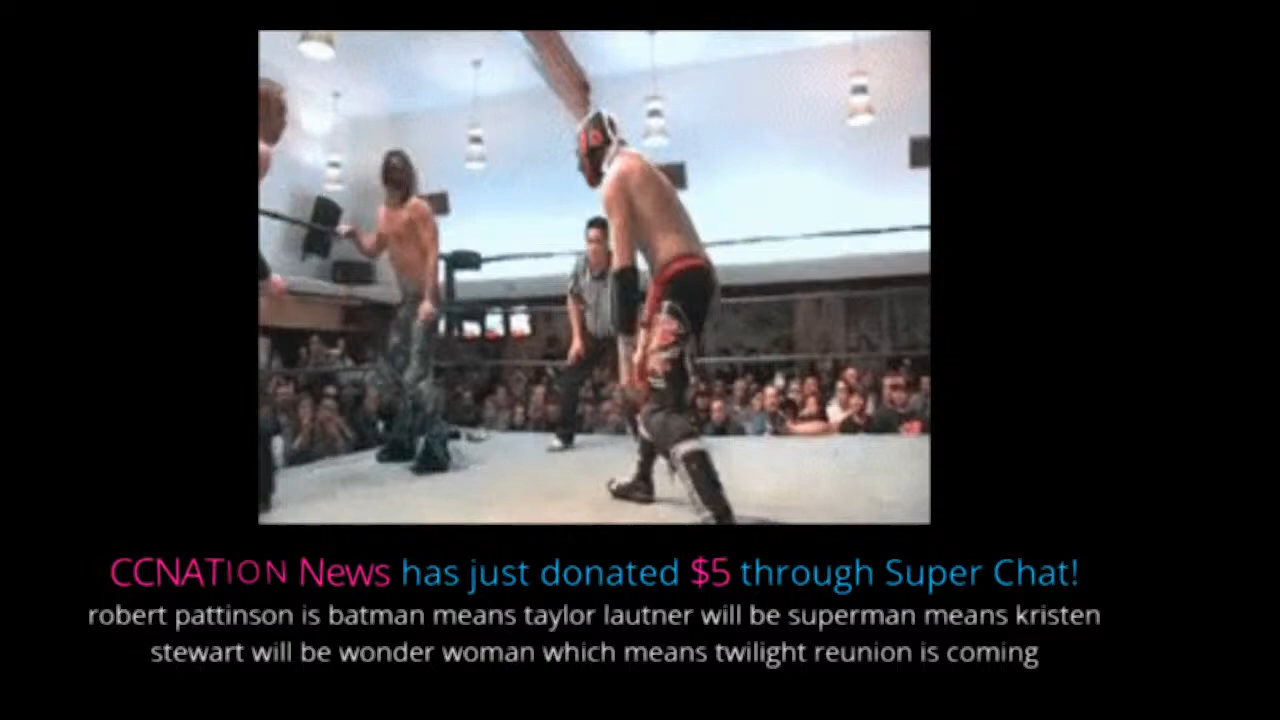 CCNATION News has just donated $5 through Super Chat!
robert pattinson is batman means taylor lautner will be superman means kristen
stewart will be wonder woman which means twilight reunion is coming